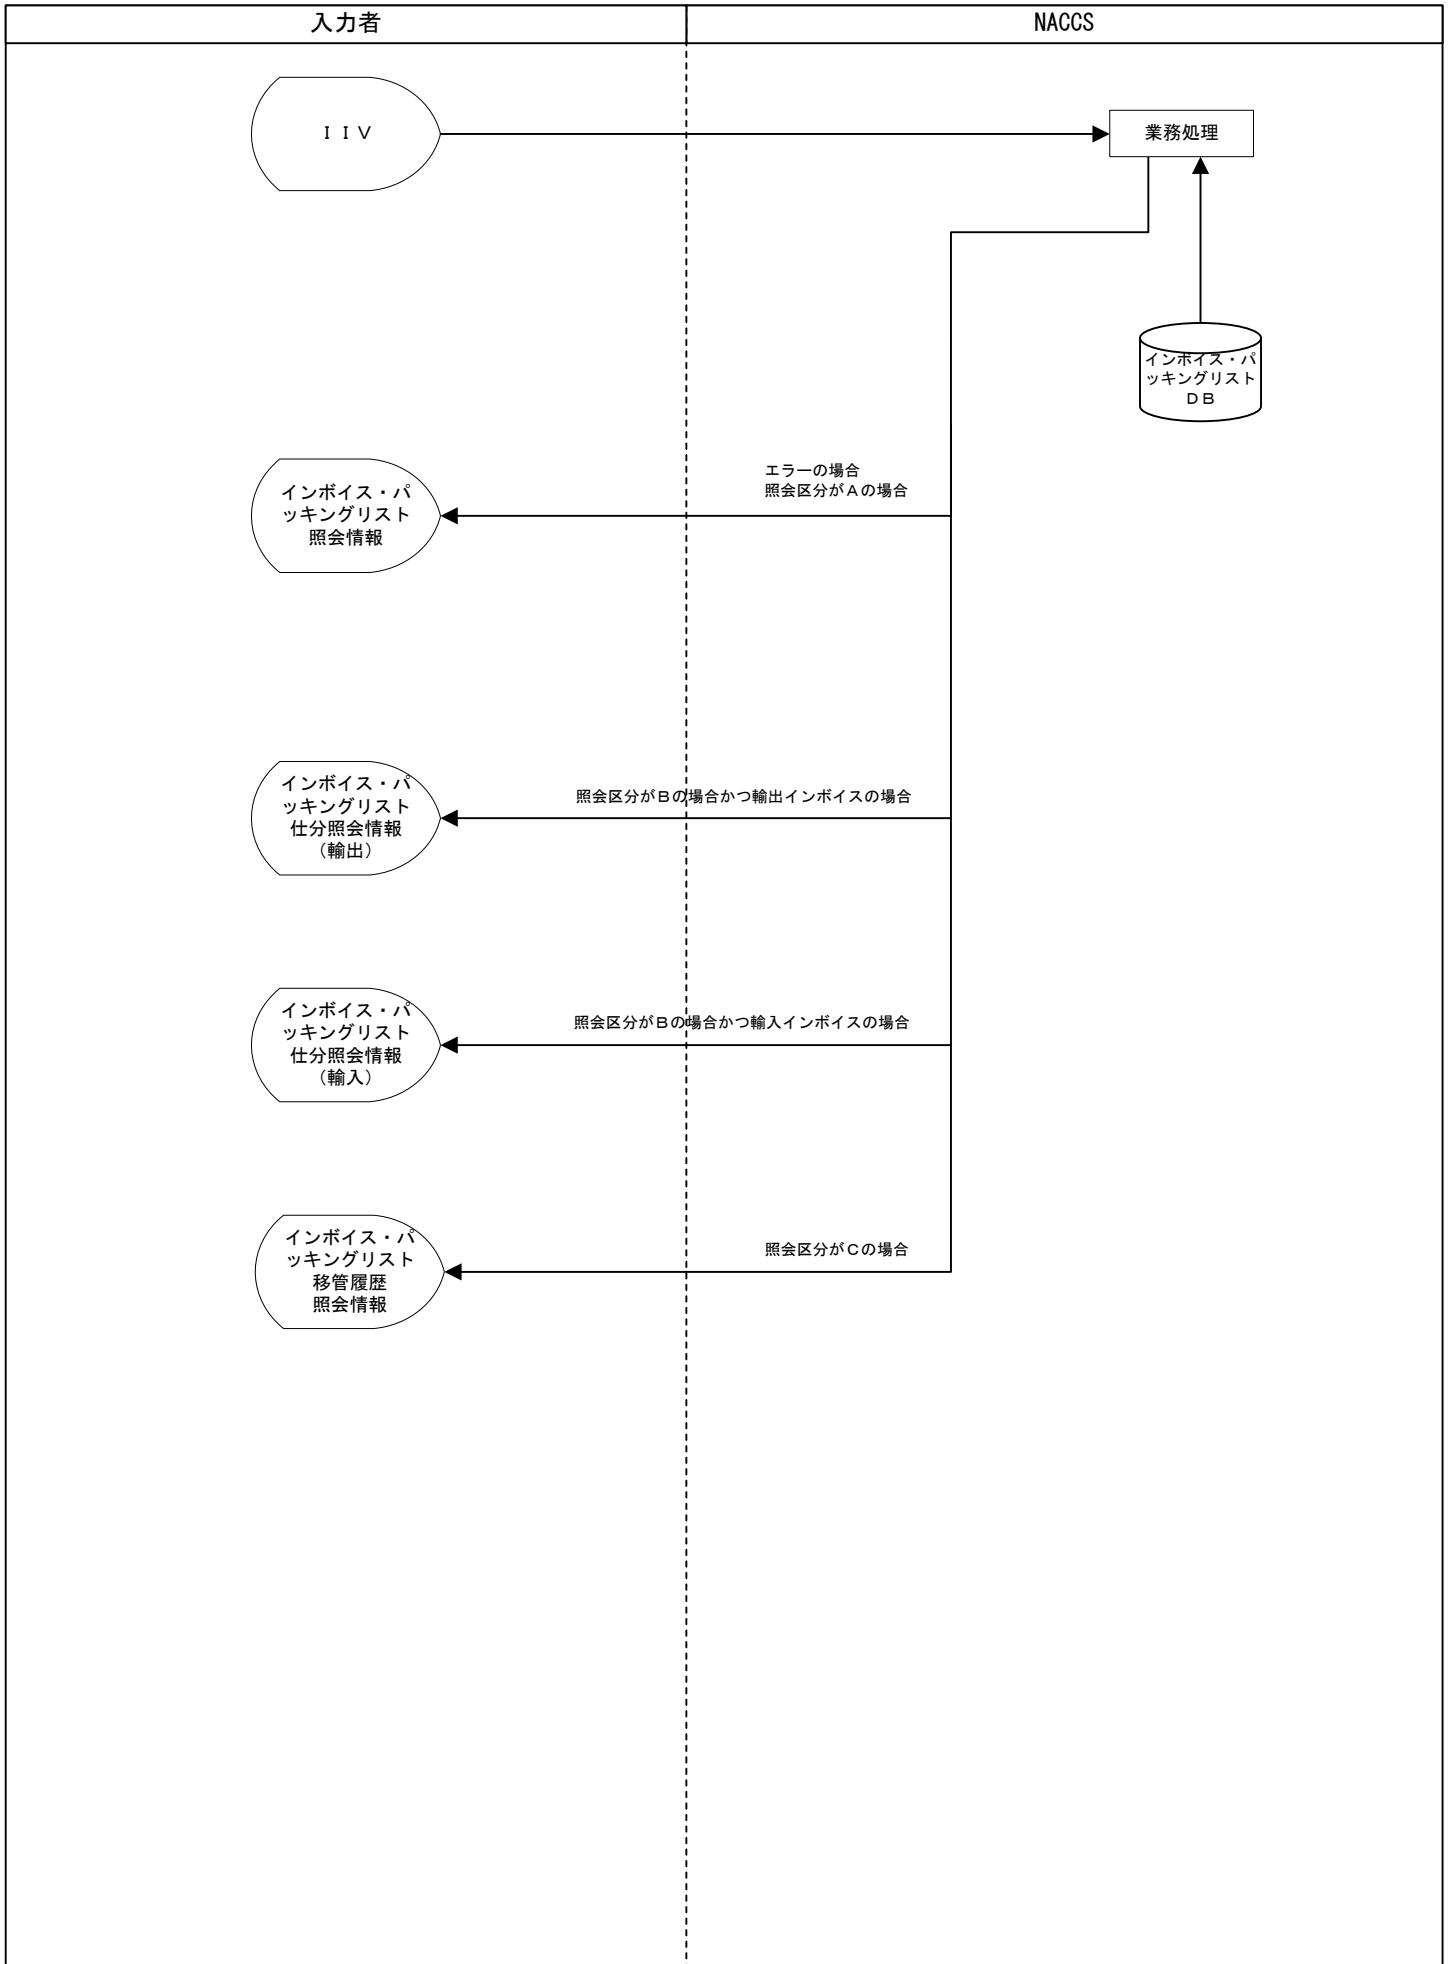 入力者
NACCS
ＩＩＶ
業務処理
インボイス・パ
ッキングリスト
ＤＢ
エラーの場合
照会区分がＡの場合
インボイス・パ
ッキングリスト
照会情報
照会区分がＢの場合かつ輸出インボイスの場合
インボイス・パ
ッキングリスト
仕分照会情報
（輸出）
照会区分がＢの場合かつ輸入インボイスの場合
インボイス・パ
ッキングリスト
仕分照会情報
（輸入）
照会区分がＣの場合
インボイス・パ
ッキングリスト
移管履歴
照会情報